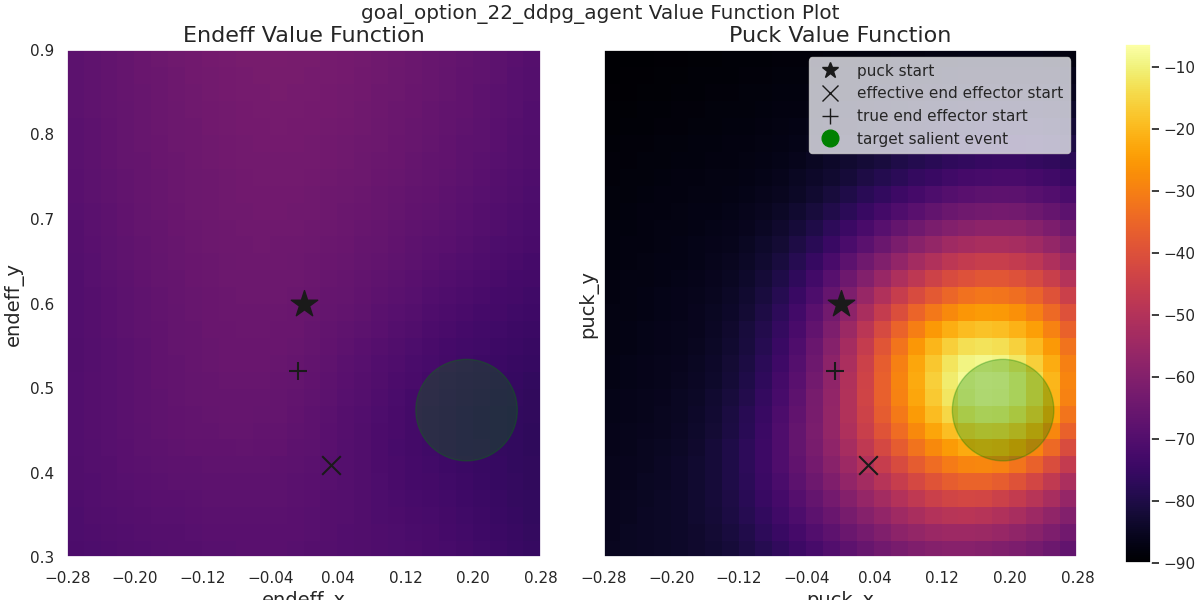 goal_option_22_ddpg_agent Value Function Plot
Endeff Value Function
Puck Value Function
puck start
effective end effector start
true end effector start
target salient event
0.9
0.8
0.7
0.6
0.5
0.4
0.3
endeff_y
−0.28 −0.20 −0.12 −0.04 0.04 0.12 0.20 0.28
endeff_x
puck_y
−0.28 −0.20 −0.12 −0.04 0.04 0.12 0.20 0.28
puck_x
−10
−20
−30
−40
−50
−60
−70
−80
−90